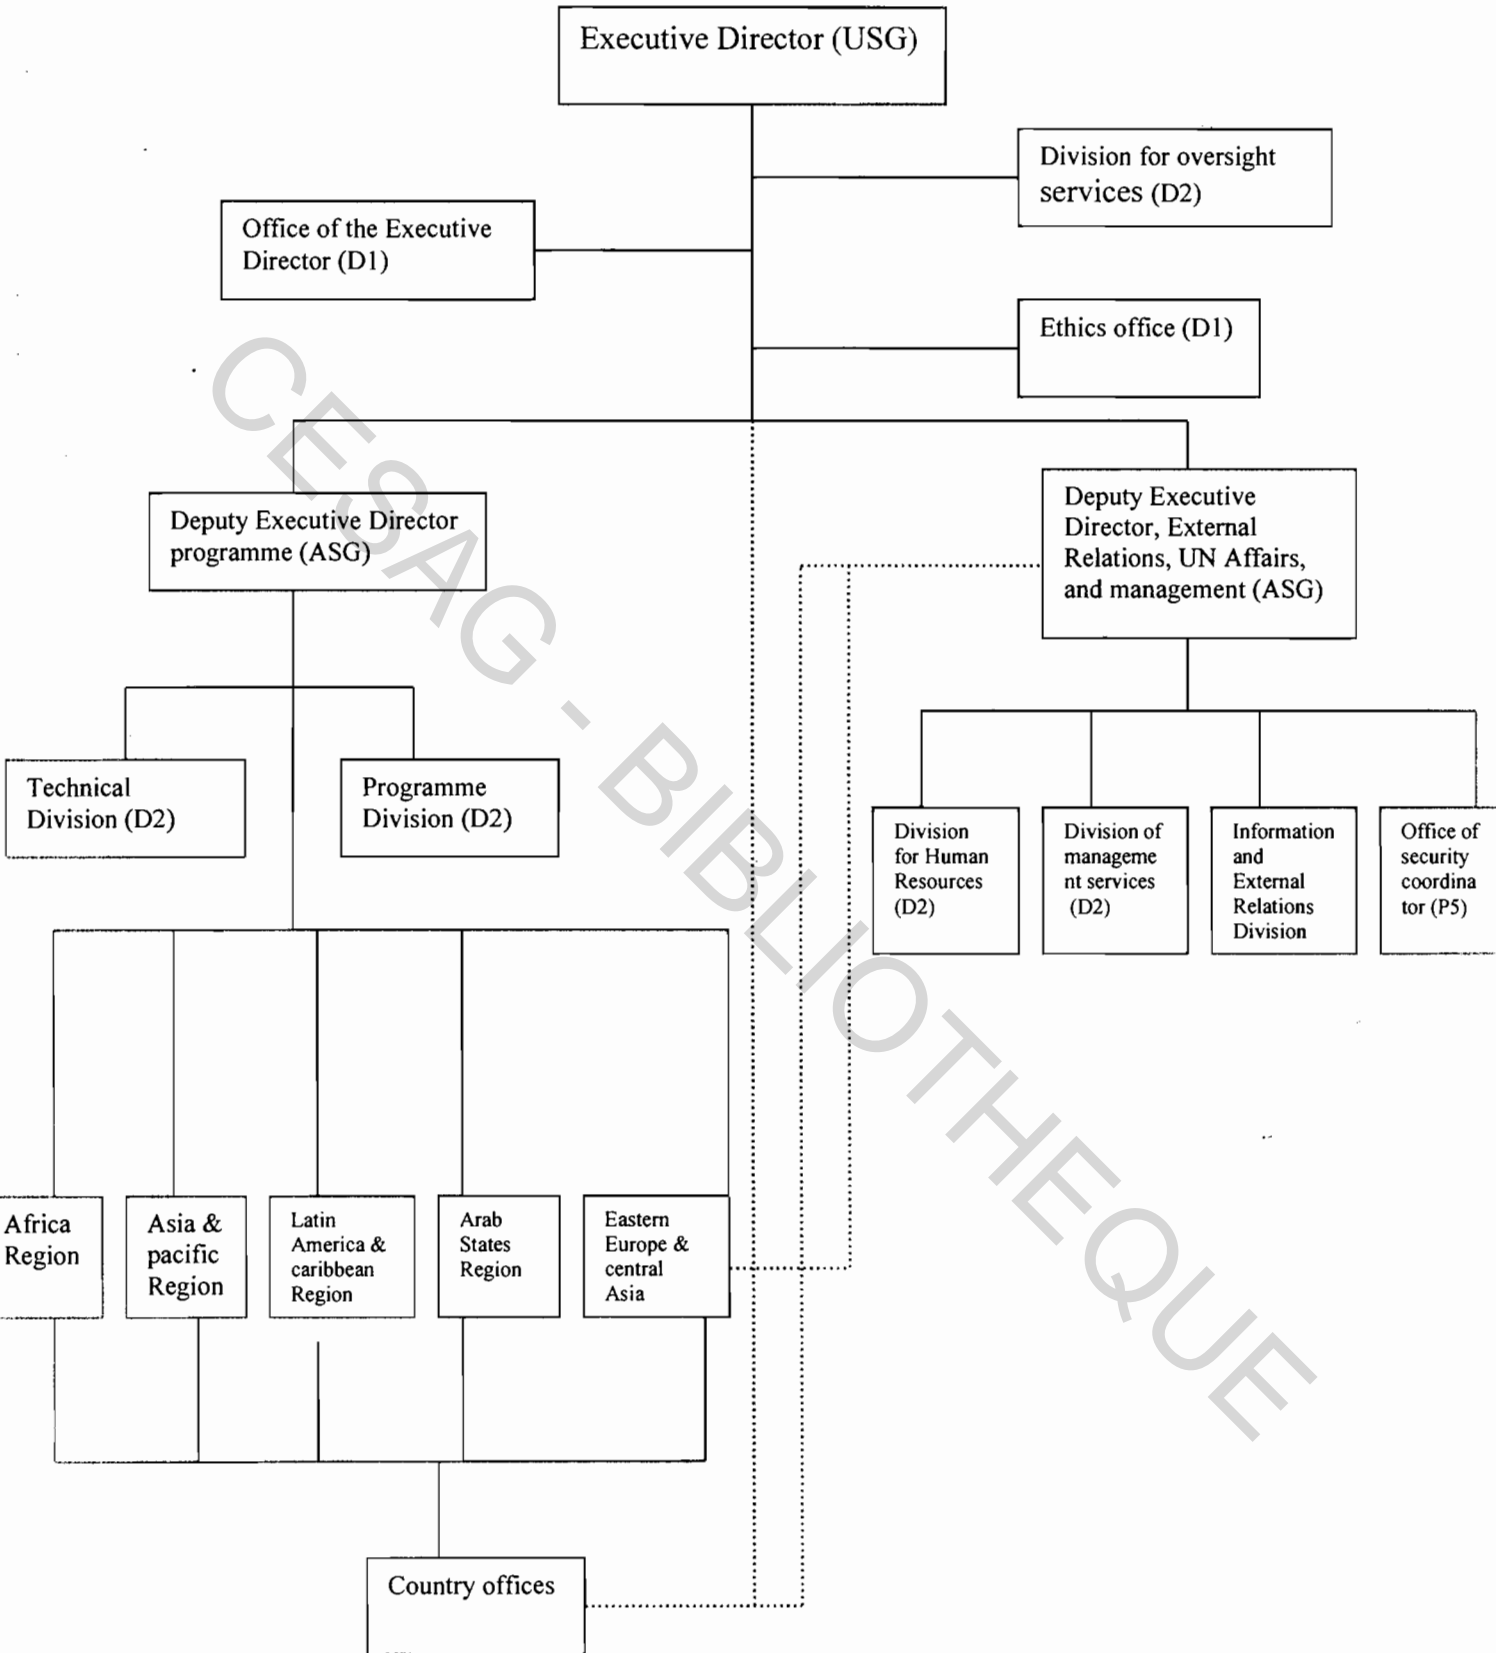 Executive Director (USG)
Division for oversight
services (D2)
Office of the Executive
Director (D1)
Ethics office (D1)
Deputy Executive Director
programme (ASG)
Deputy Executive
Director, External
Relations, UN Affairs,
and management (ASG)
Technical
Division (D2)
Programme
Division (D2)
Division
for Human
Resources
(D2)
Division of
manageme
nt services
(D2)
Information
and
External
Relations
Division
Office of
security
coordina
tor (P5)
Africa
Region
Asia &
pacific
Region
Latin
America &
caribbean
Region
Arab
States
Region
Eastern
Europe &
central
Asia
Country offices
CESAG - BIBLIOTHEQUE